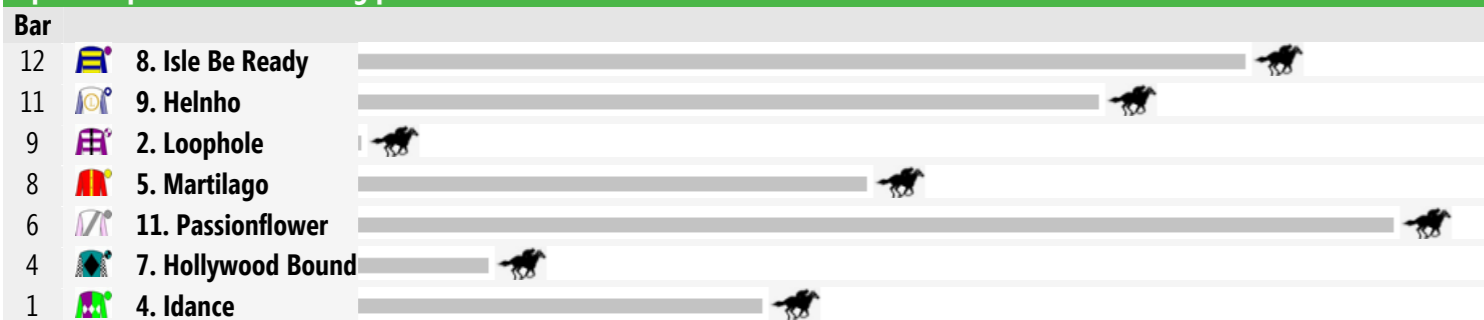 Bar
12 8. Isle Be Ready
11 9. Helnho
9 2. Loophole
8 5. Martilago
6 11. Passionflower
4 7. Hollywood Bound
1 4. Idance